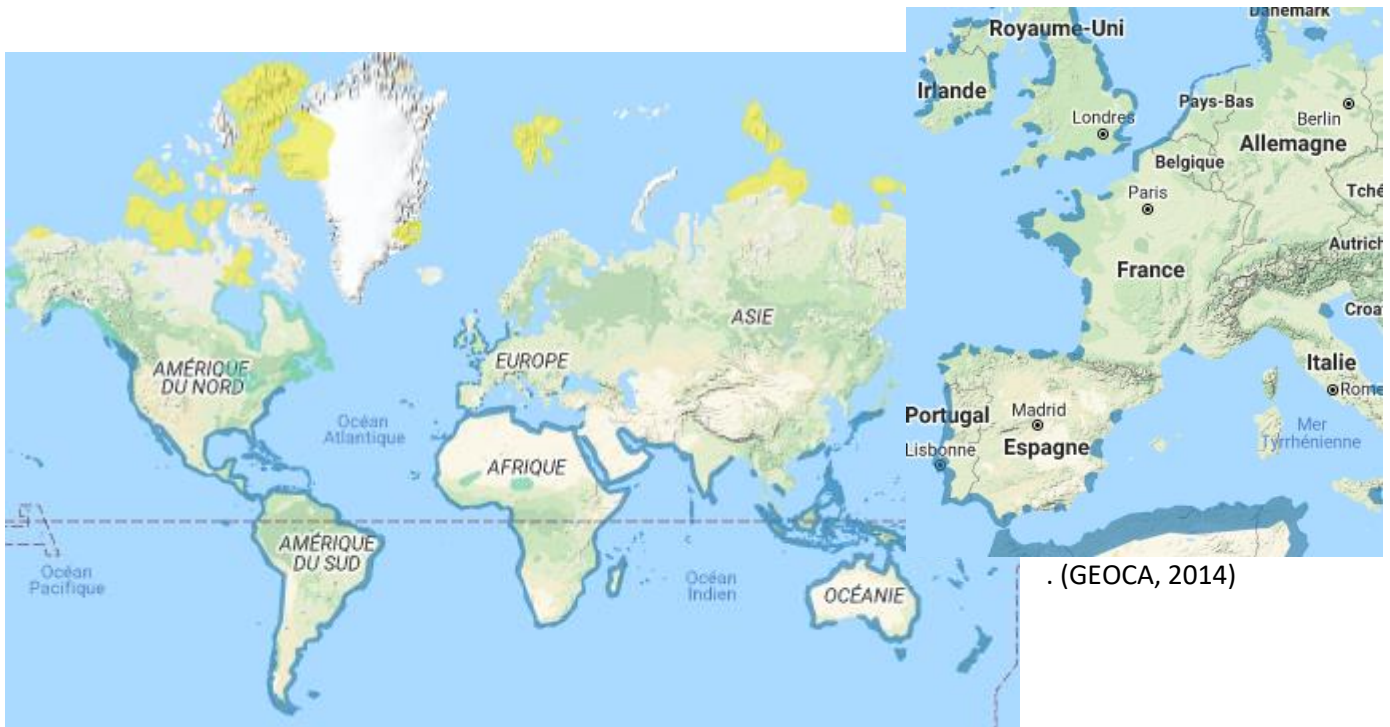 AMÉRIQUE
DU NORD
Océan
Atlantique
EUROPE
ASIE
AFRIQUE
AMÉRIQUE
DU SUD
Océan
Pacifique
Océan
Indien
OCÉANIE
Danemark
Royaume-Uni
Irlande
Pays-Bas
Londres
Berlin
Allemagne
Belgique
Paris
Tché
Autrich
France
Croat
Italie
Rome
Portugal
Madrid
Mer
Tyrrhénienne
Lisbonne
Espagne
. (GEOCA, 2014)